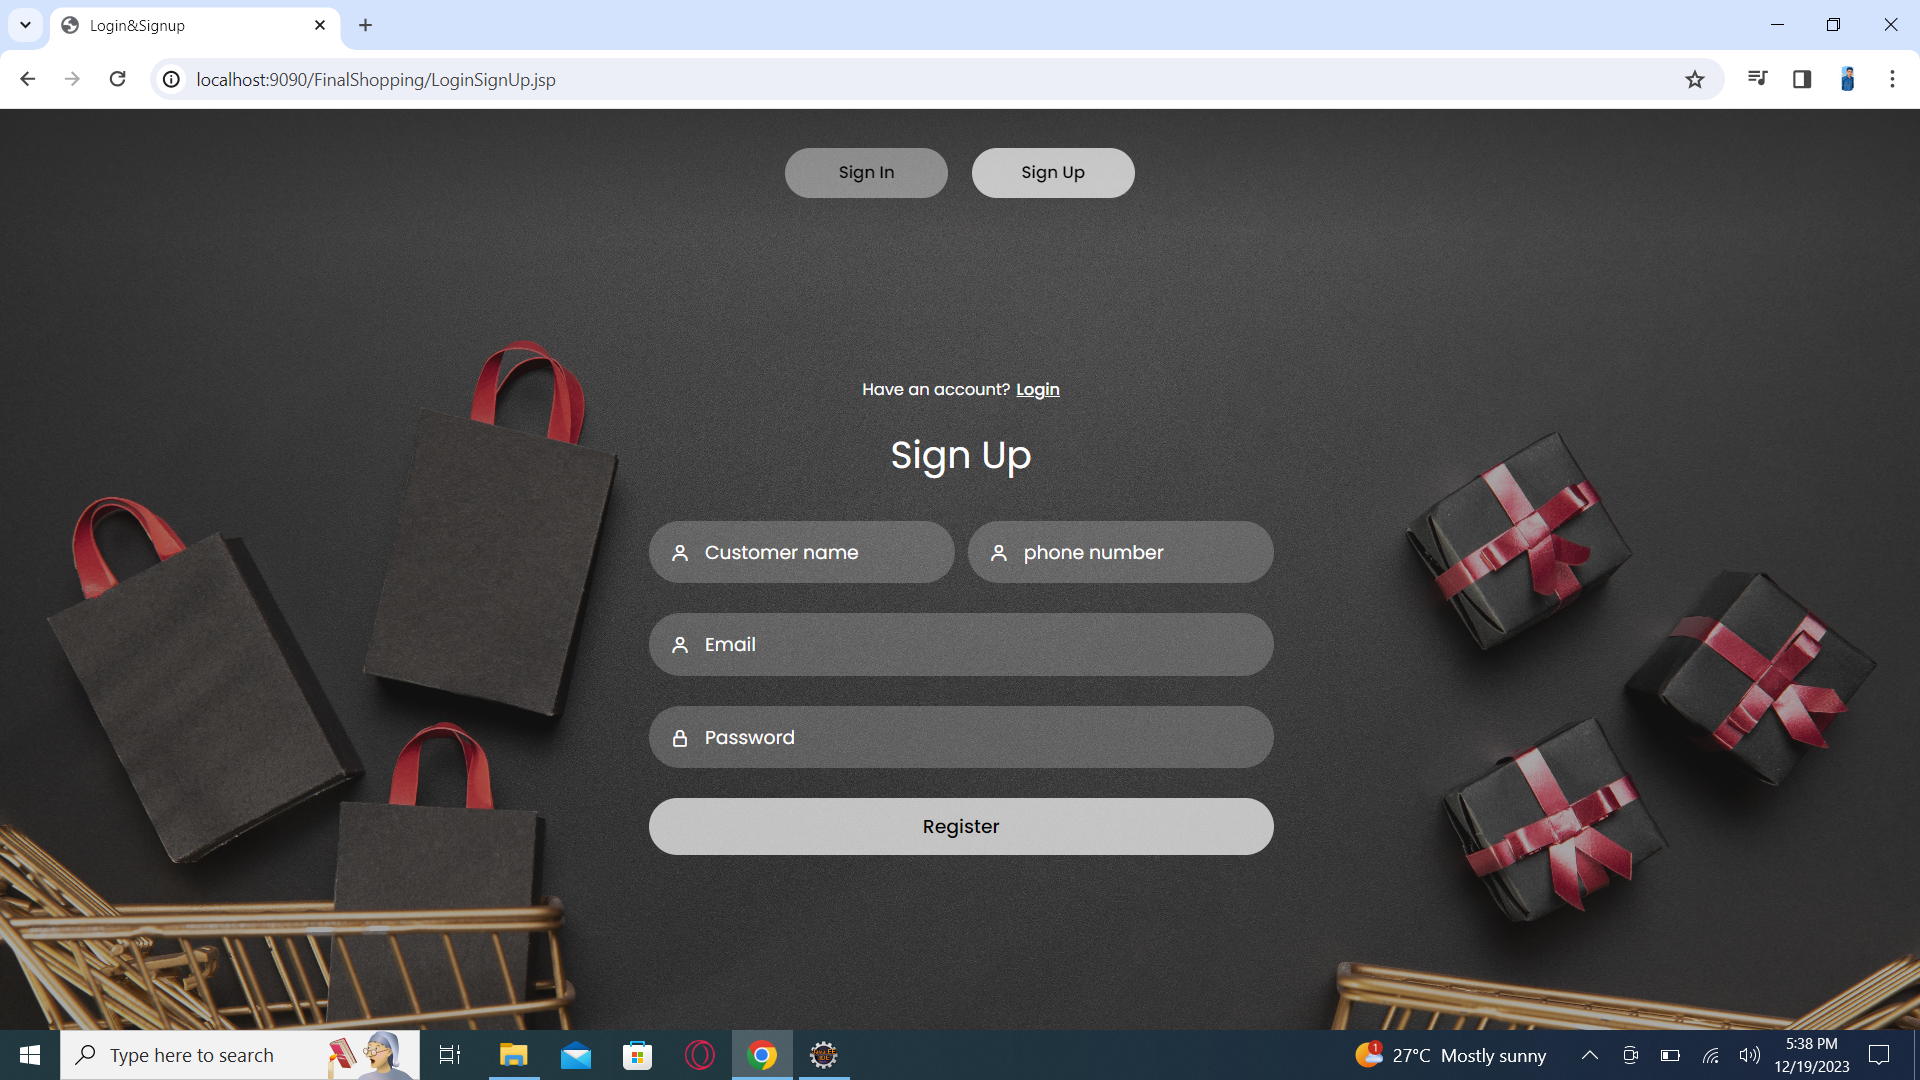 Login&Signup
localhost:9090/FinalShopping/LoginSignUp.jsp
Sign In
Sign Up
Have an account? Login
Sign Up
Customer name
phone number
Email
Password
Register
Type here to search
1
27°C Mostly sunny
5:38 PM
12/19/2023